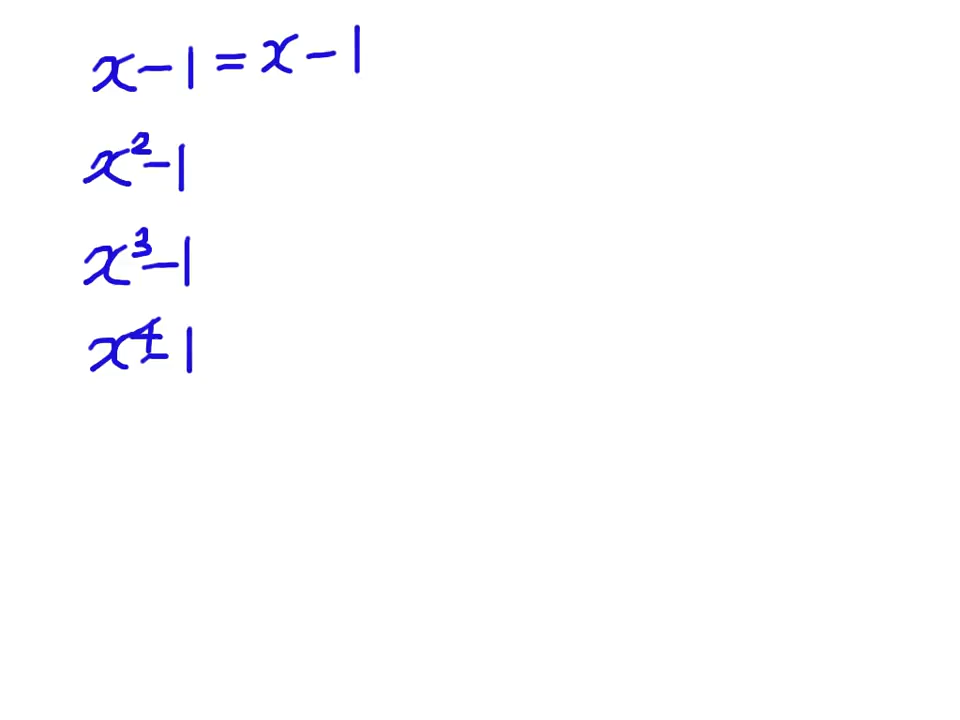 x - 1 = x - 1
x² - 1
x³ - 1
x⁴ - 1